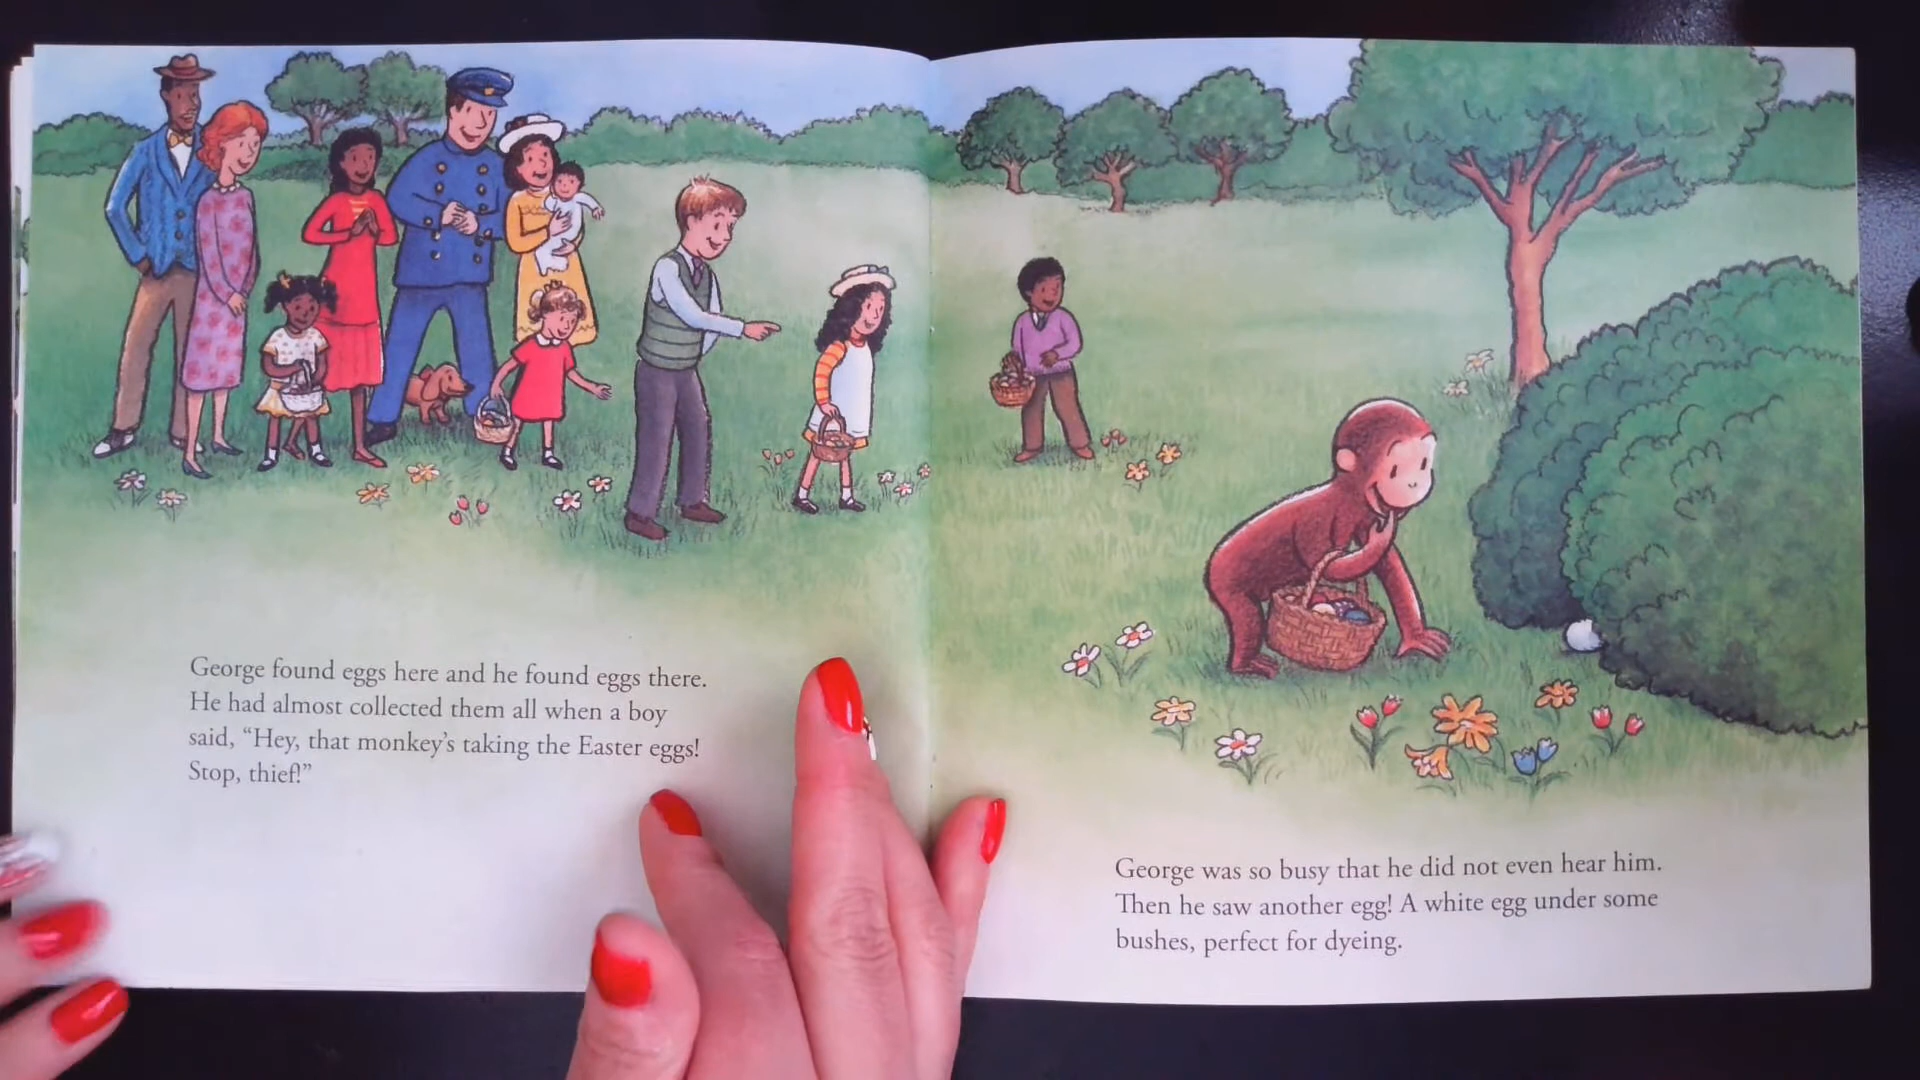 George found eggs here and he found eggs there.
He had almost collected them all when a boy
said, “Hey, that monkey’s taking the Easter eggs!
Stop, thief!”
George was so busy that he did not even hear him.
Then he saw another egg! A white egg under some
bushes, perfect for dyeing.